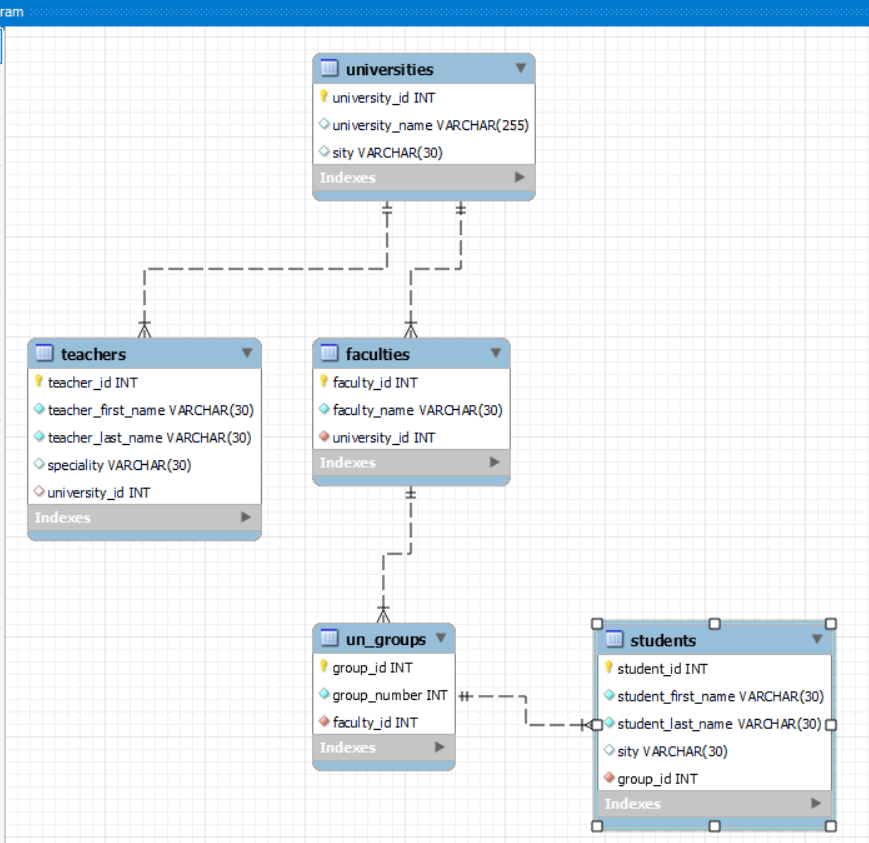 ram
universities
university_id INT
university_name VARCHAR(255)
sity VARCHAR(30)
Indexes
teachers
teacher_id INT
teacher_first_name VARCHAR(30)
teacher_last_name VARCHAR(30)
speciality VARCHAR(30)
university_id INT
Indexes
faculties
faculty_id INT
faculty_name VARCHAR(30)
university_id INT
Indexes
un_groups
group_id INT
group_number INT
faculty_id INT
Indexes
students
student_id INT
student_first_name VARCHAR(30)
student_last_name VARCHAR(30)
sity VARCHAR(30)
group_id INT
Indexes